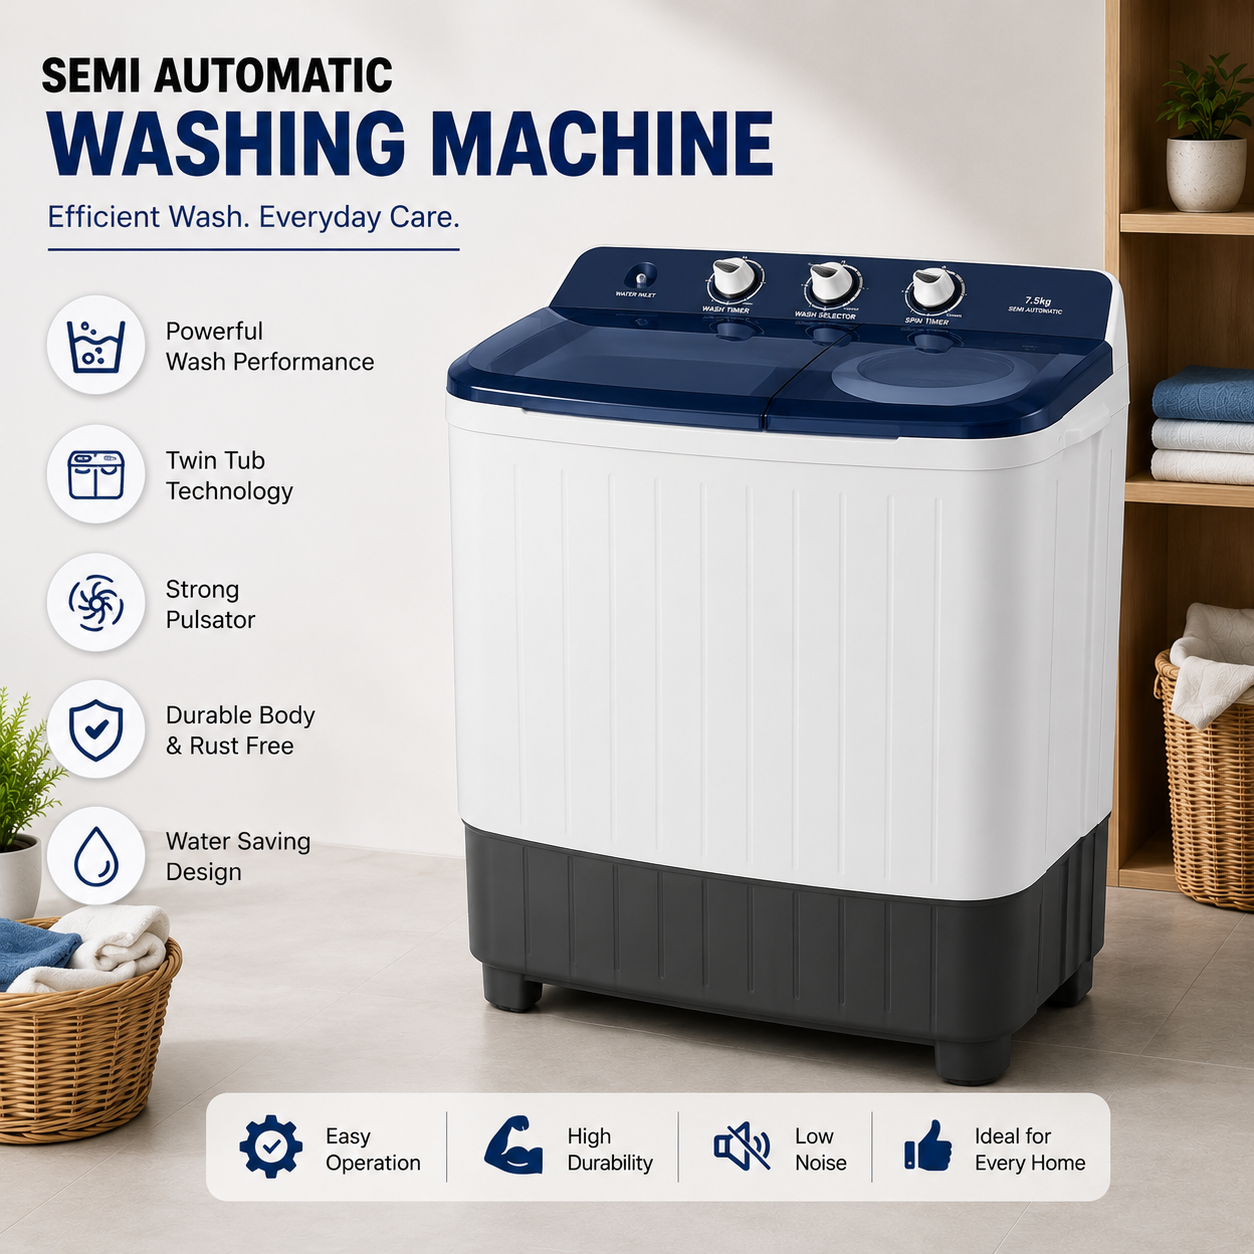 SEMI AUTOMATIC
WASHING MACHINE
Efficient Wash. Everyday Care.
Powerful
Wash Performance
Twin Tub
Technology
Strong
Pulsator
Durable Body
& Rust Free
Water Saving
Design
WATER INLET
WASH TIMER
WASH SELECTOR
SPIN TIMER
7.5kg
SEMI AUTOMATIC
Easy
Operation
High
Durability
Low
Noise
Ideal for
Every Home